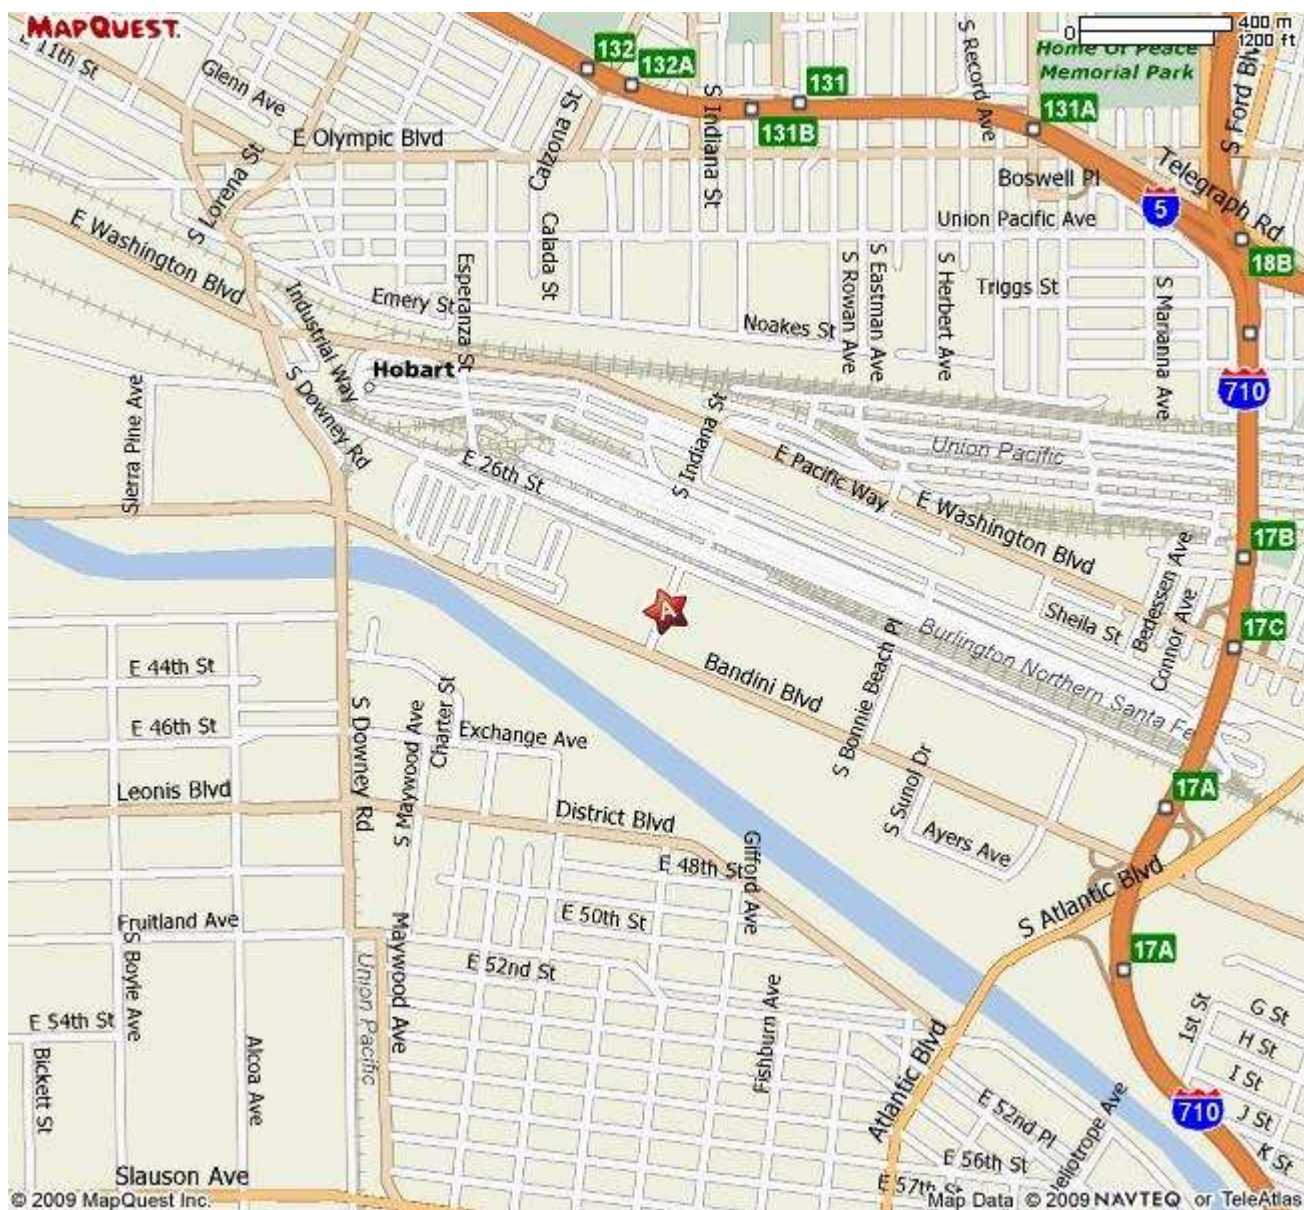 MAPQUEST.
400 m
0
1200 ft
132
132A
131
131B
131A
Home Of Peace
Memorial Park
S Record Ave
S Ford Blvd
E 11th St
Glenn Ave
Calzona St
S Indiana St
E Olympic Blvd
S Lorena St
Boswell Pl
Telegraph Rd
5
Union Pacific Ave
18B
E Washington Blvd
Calada St
Esperanza St
S Rowan Ave
S Eastman Ave
S Herbert Ave
Triggs St
S Marianna Ave
Industrial Way
Emery St
Noakes St
Hobart
710
S Downey Rd
Sierra Pine Ave
S Indiana St
Union Pacific
E 26th St
E Pacific Way
E Washington Blvd
17B
Bedessen Ave
Connor Ave
Sheila St
17C
A
Burlington Northern Santa Fe
S Bonnie Beach Pl
E 44th St
Bandini Blvd
S Downey Rd
S Maywood Ave
Charter St
E 46th St
Exchange Ave
S Sunol Dr
17A
Leonis Blvd
District Blvd
Ayers Ave
Gifford Ave
E 48th St
S Atlantic Blvd
Fruitland Ave
E 50th St
S Boyle Ave
Maywood Ave
17A
E 52nd St
Union Pacific
Fishburn Ave
1st St
G St
E 54th St
H St
Bickett St
Alcoa Ave
Atlantic Blvd
I St
E 52nd Pl
710
J St
E 56th St
K St
Slauson Ave
E 57th St
© 2009 MapQuest Inc.
Map Data © 2009 NAVTEQ or TeleAtlas